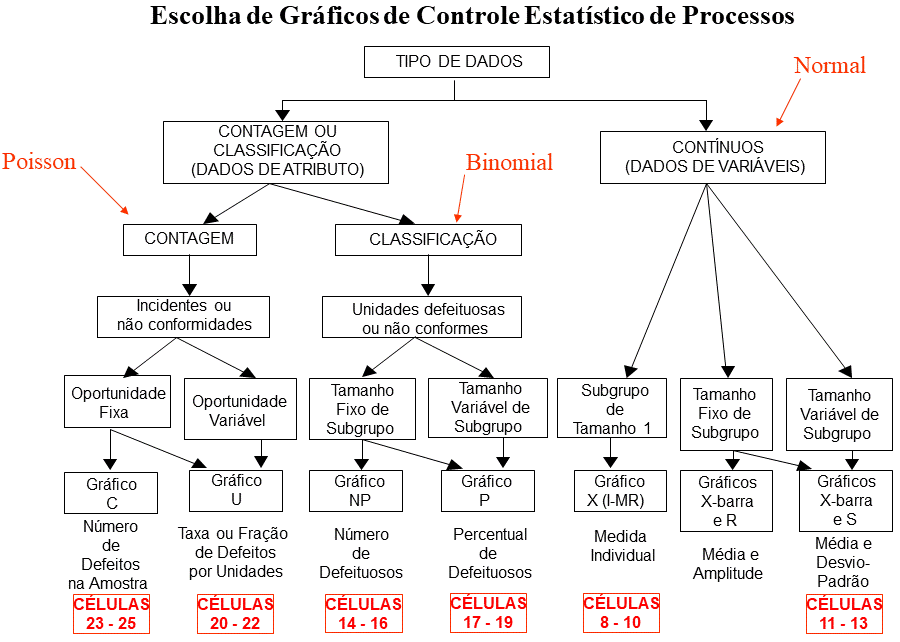 Escolha de Gráficos de Controle Estatístico de Processos
TIPO DE DADOS
Normal
CONTAGEM OU
CLASSIFICAÇÃO
(DADOS DE ATRIBUTO)
CONTÍNUOS
(DADOS DE VARIÁVEIS)
Poisson
Binomial
CONTAGEM
CLASSIFICAÇÃO
Incidentes ou
não conformidades
Unidades defeituosas
ou não conformes
Oportunidade
Fixa
Oportunidade
Variável
Tamanho
Fixo de
Subgrupo
Tamanho
Variável de
Subgrupo
Subgrupo
de
Tamanho 1
Tamanho
Fixo de
Subgrupo
Tamanho
Variável de
Subgrupo
Gráfico
C
Gráfico
U
Gráfico
NP
Gráfico
P
Gráfico
X (I-MR)
Gráficos
X-barra
e R
Gráficos
X-barra
e S
Número
de
Defeitos
na Amostra
Taxa ou Fração
de Defeitos
por Unidades
Número
de
Defeituosos
Percentual
de
Defeituosos
Medida
Individual
Média e
Amplitude
Média e
Desvio-
Padrão
CÉLULAS
23 - 25
CÉLULAS
20 - 22
CÉLULAS
14 - 16
CÉLULAS
17 - 19
CÉLULAS
8 - 10
CÉLULAS
11 - 13